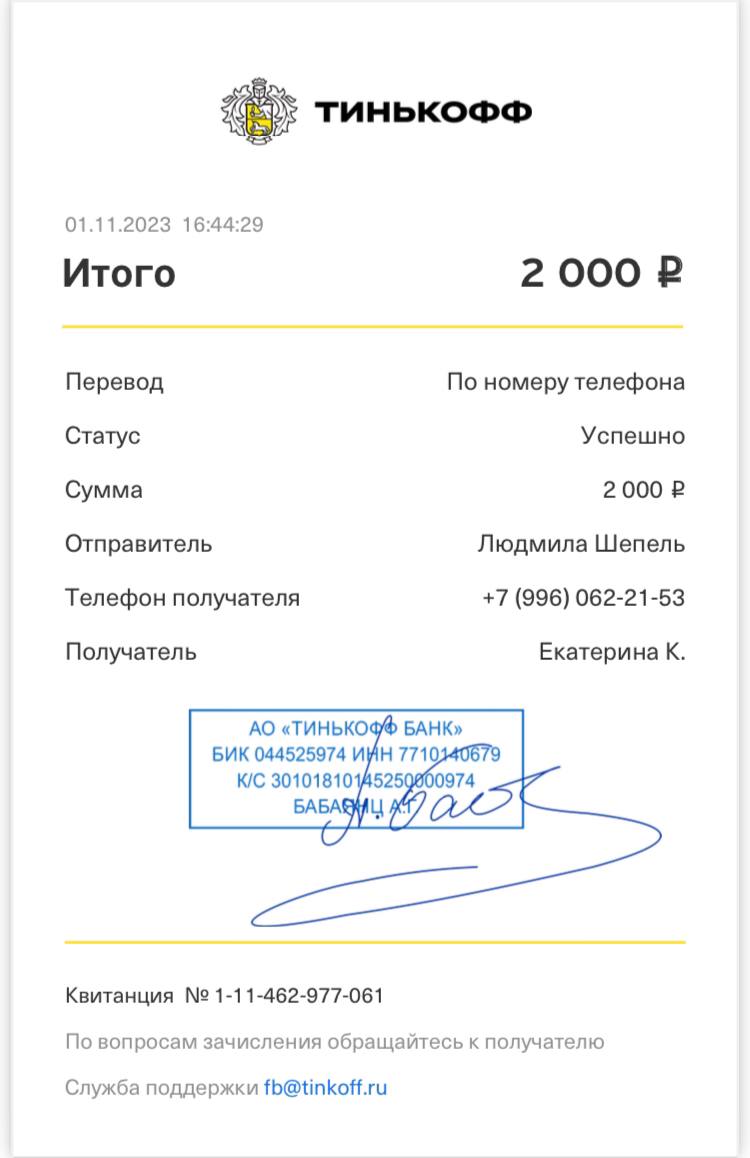 ТИНЬКОФФ
01.11.2023 16:44:29
Итого 2 000 ₽
Перевод По номеру телефона
Статус Успешно
Сумма 2 000 ₽
Отправитель Людмила Шепель
Телефон получателя +7 (996) 062-21-53
Получатель Екатерина К.
АО «ТИНЬКОФФ БАНК»
БИК 044525974 ИНН 7710140679
К/С 30101810145250000974
БАБАЯНЦ А.Г
Квитанция № 1-11-462-977-061
По вопросам зачисления обращайтесь к получателю
Служба поддержки fb@tinkoff.ru